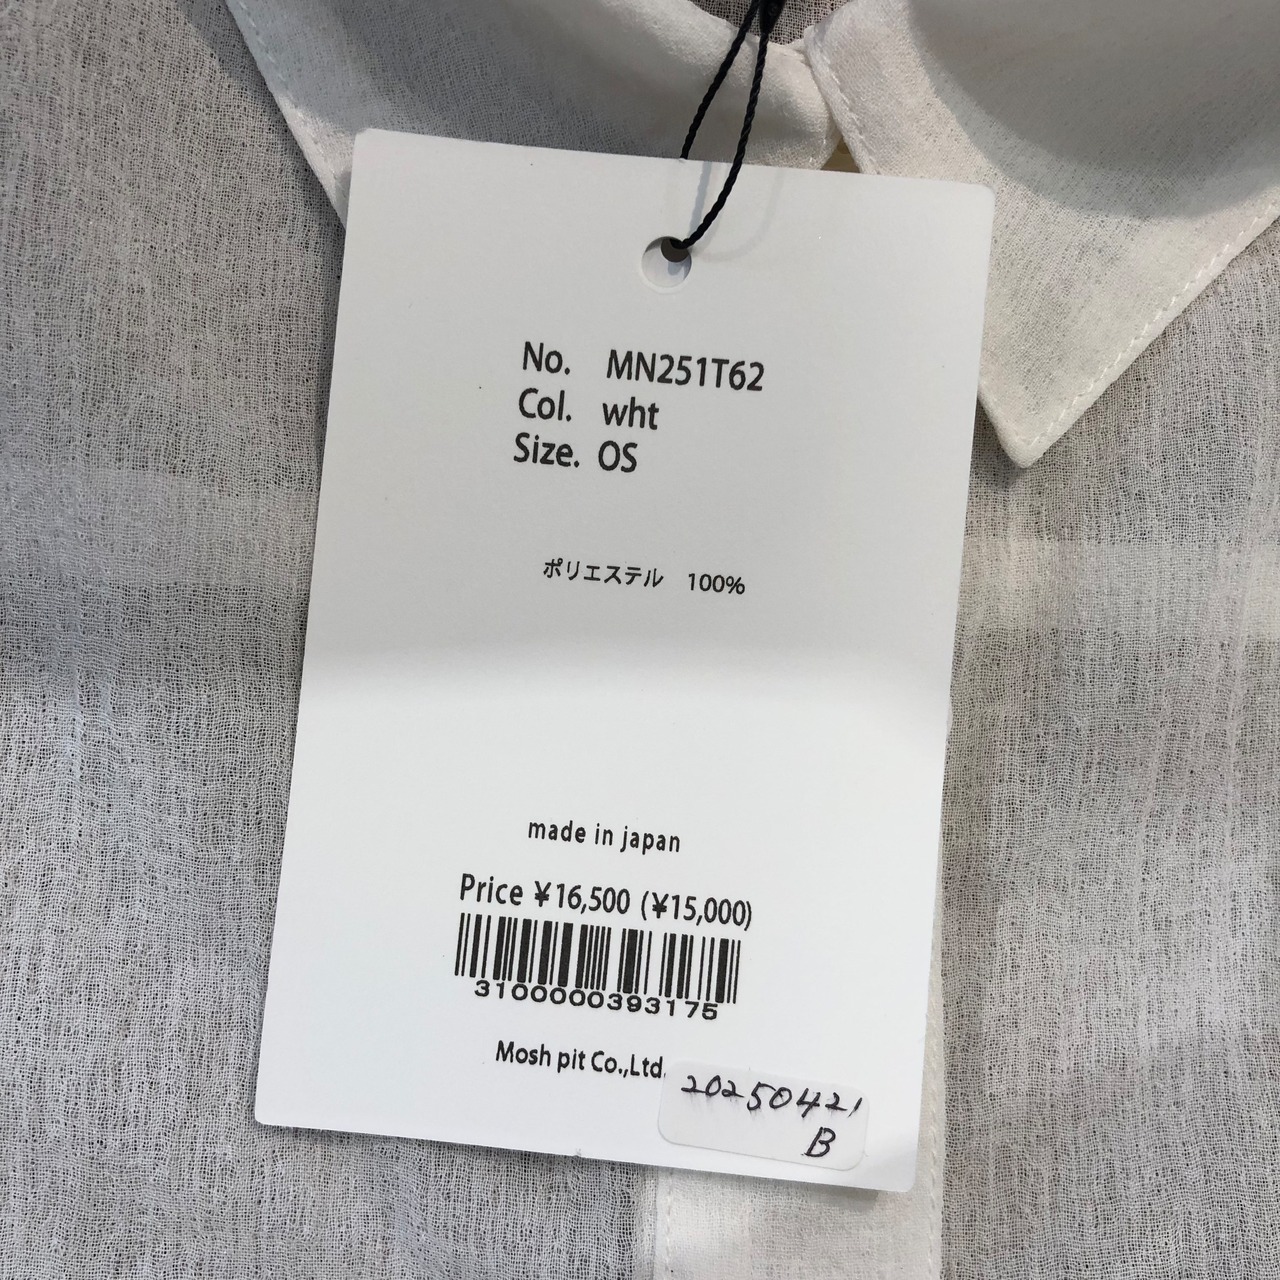 No. MN251T62
Col. wht
Size. OS
ポリエステル 100%
made in japan
Price ¥16,500 (¥15,000)
3100000393175
Mosh pit Co.,Ltd.
20250421
B